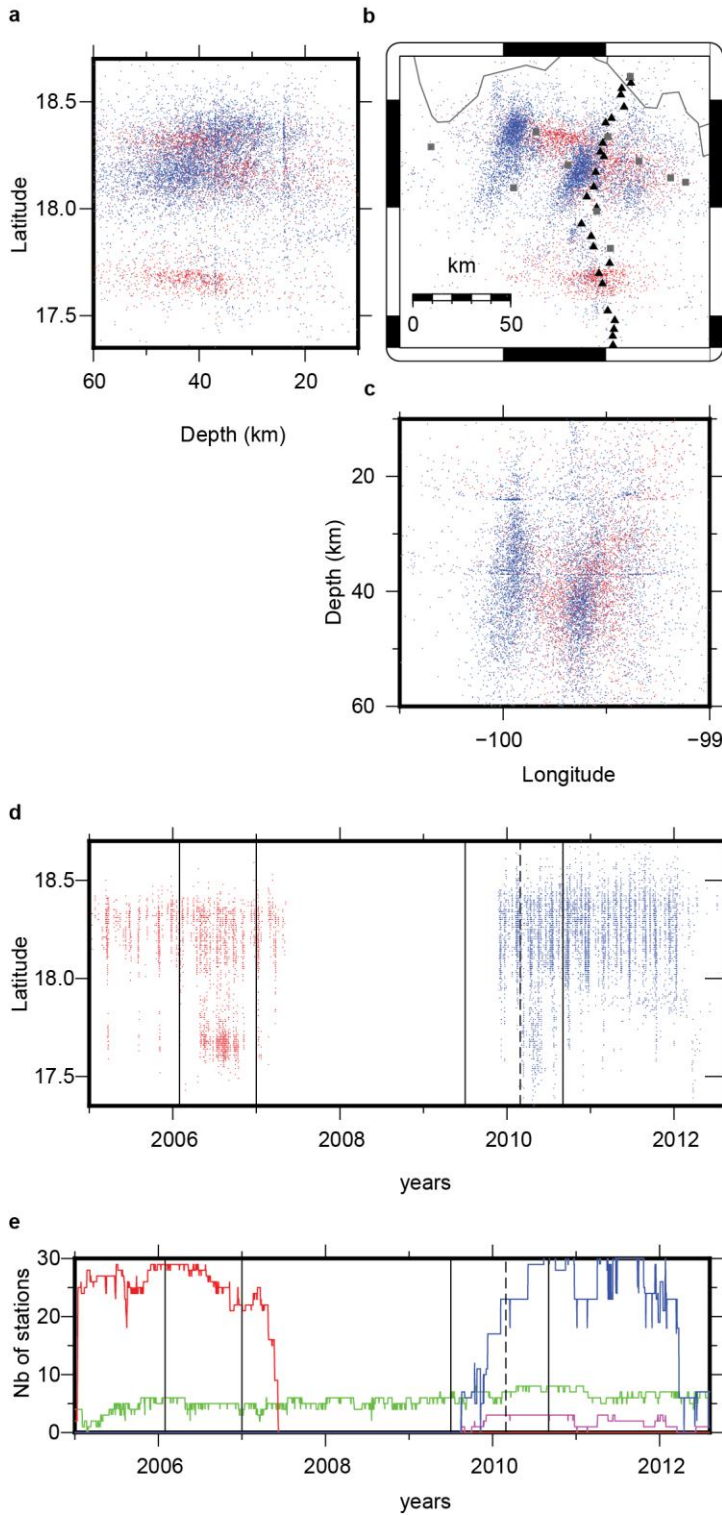 a
b
18.5
18.0
17.5
Latitude
km
0 50
60 40 20
Depth (km)
c
20
40
60
Depth (km)
−100 −99
Longitude
d
18.5
18.0
17.5
Latitude
2006 2008 2010 2012
years
e
30
20
10
0
Nb of stations
2006 2008 2010 2012
years